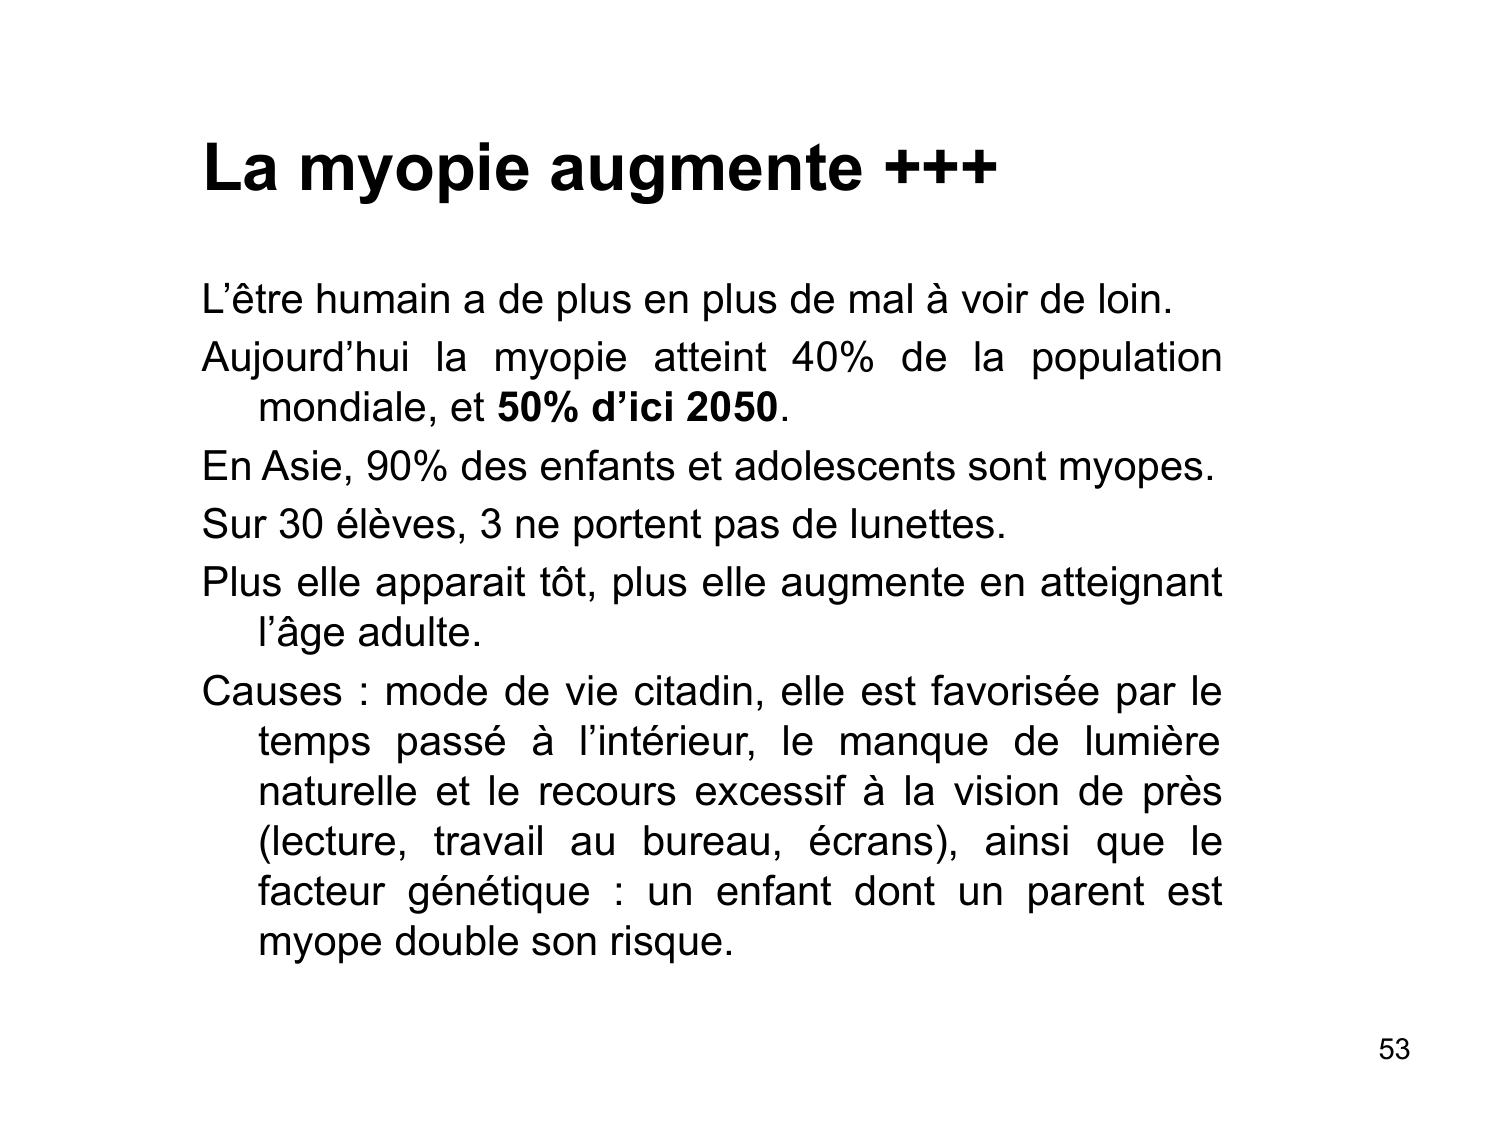 La myopie augmente +++
L’être humain a de plus en plus de mal à voir de loin.
Aujourd’hui la myopie atteint 40% de la population
mondiale, et 50% d’ici 2050.
En Asie, 90% des enfants et adolescents sont myopes.
Sur 30 élèves, 3 ne portent pas de lunettes.
Plus elle apparait tôt, plus elle augmente en atteignant
l’âge adulte.
Causes : mode de vie citadin, elle est favorisée par le
temps passé à l’intérieur, le manque de lumière
naturelle et le recours excessif à la vision de près
(lecture, travail au bureau, écrans), ainsi que le
facteur génétique : un enfant dont un parent est
myope double son risque.
53